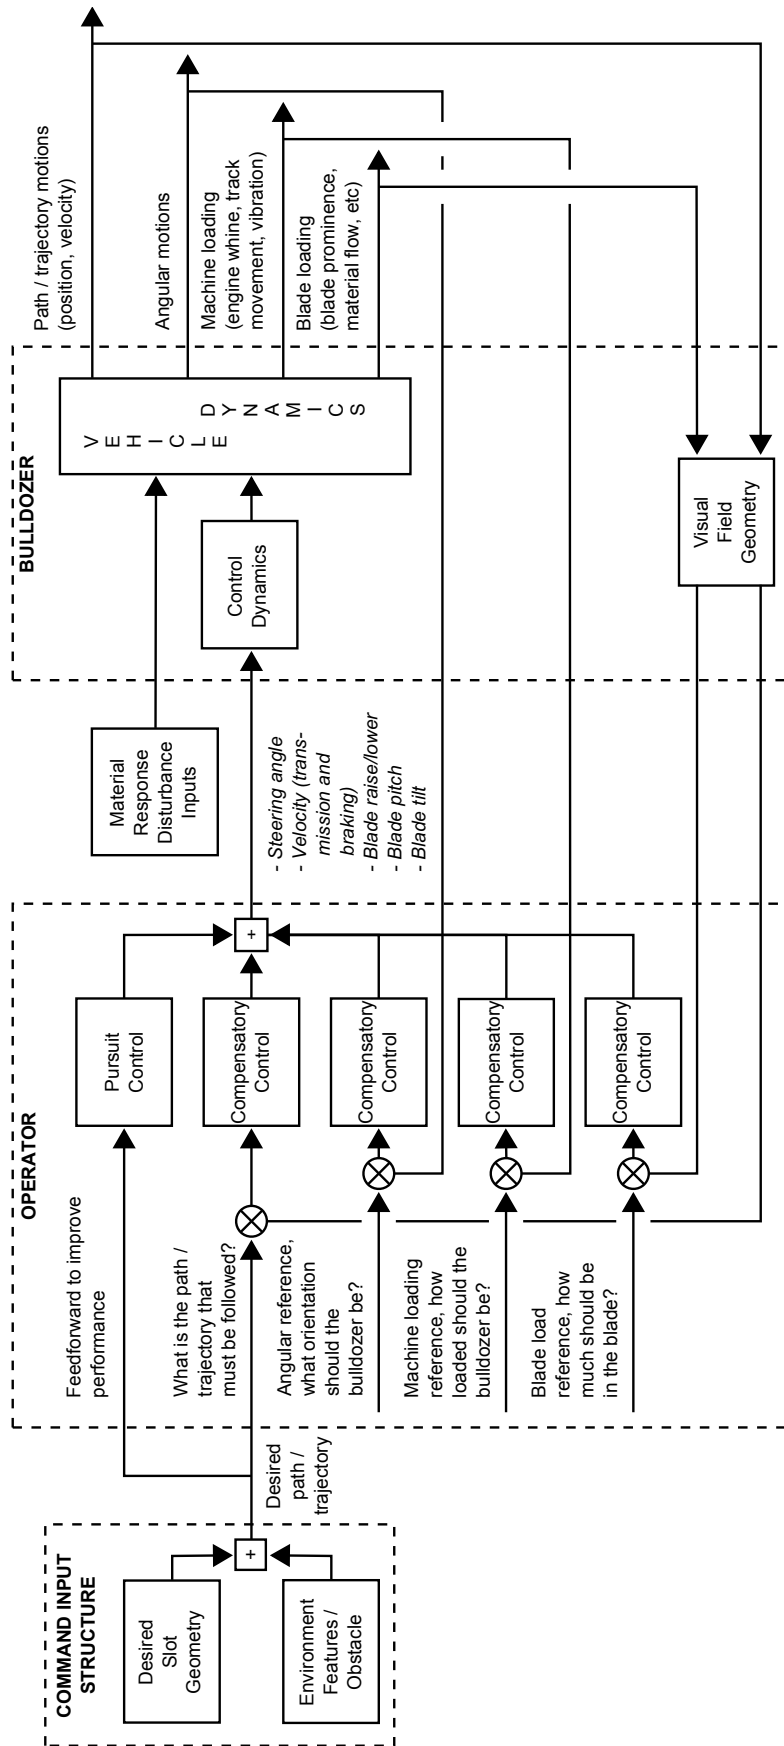 COMMAND INPUT
STRUCTURE
Desired
Slot
Geometry
Environment
Features /
Obstacle
+
Desired
path /
trajectory
OPERATOR
Feedforward to improve
performance
What is the path /
trajectory that
must be followed?
Angular reference,
what orientation
should the
bulldozer be?
Machine loading
reference, how
loaded should the
bulldozer be?
Blade load
reference, how
much should be
in the blade?
Pursuit
Control
Compensatory
Control
Compensatory
Control
Compensatory
Control
Compensatory
Control
+
- Steering angle
- Velocity (trans-
mission and
braking)
- Blade raise/lower
- Blade pitch
- Blade tilt
Material
Response
Disturbance
Inputs
BULLDOZER
Control
Dynamics
VEHICLE
DYNAMICS
Visual
Field
Geometry
Path / trajectory motions
(position, velocity)
Angular motions
Machine loading
(engine whine, track
movement, vibration)
Blade loading
(blade prominence,
material flow, etc)